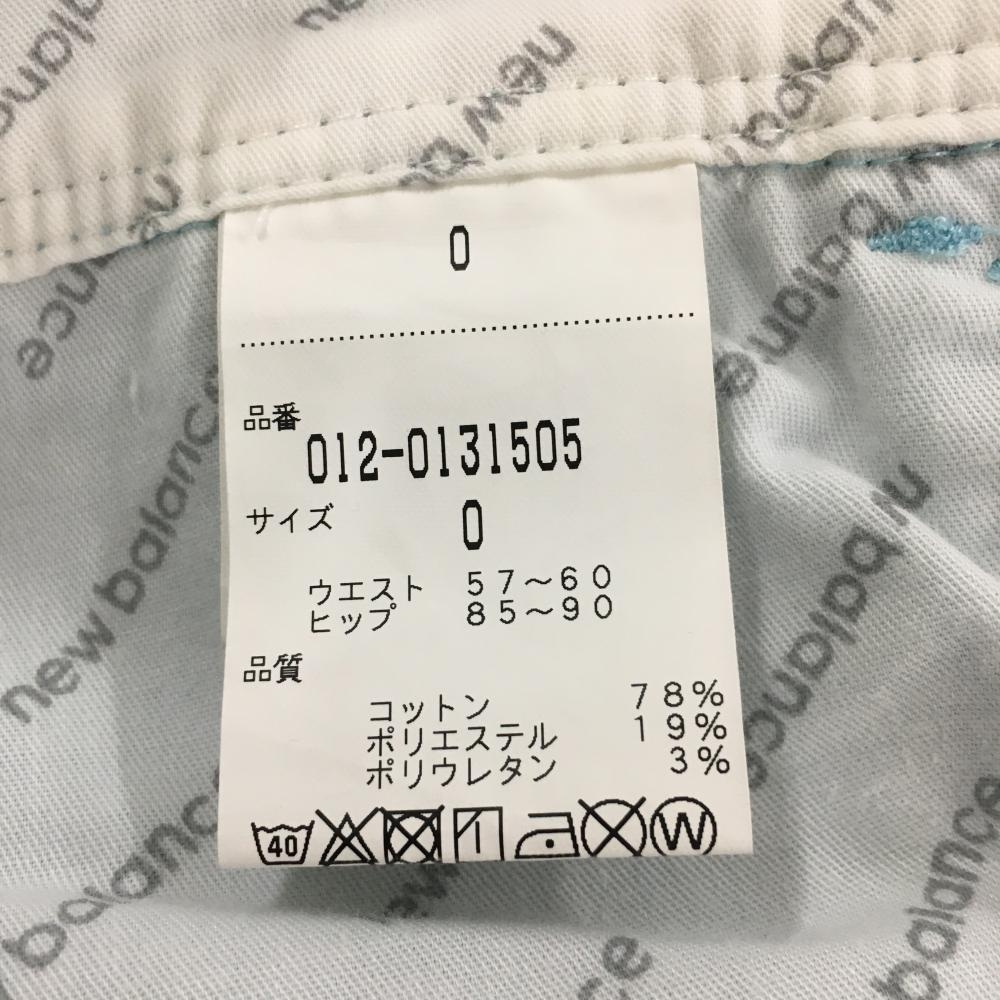 new balance
0
品番
012-0131505
サイズ 0
ウエスト 57～60
ヒップ 85～90
品質
コットン 78%
ポリエステル 19%
ポリウレタン 3%
40
W
new balance
balance
balance